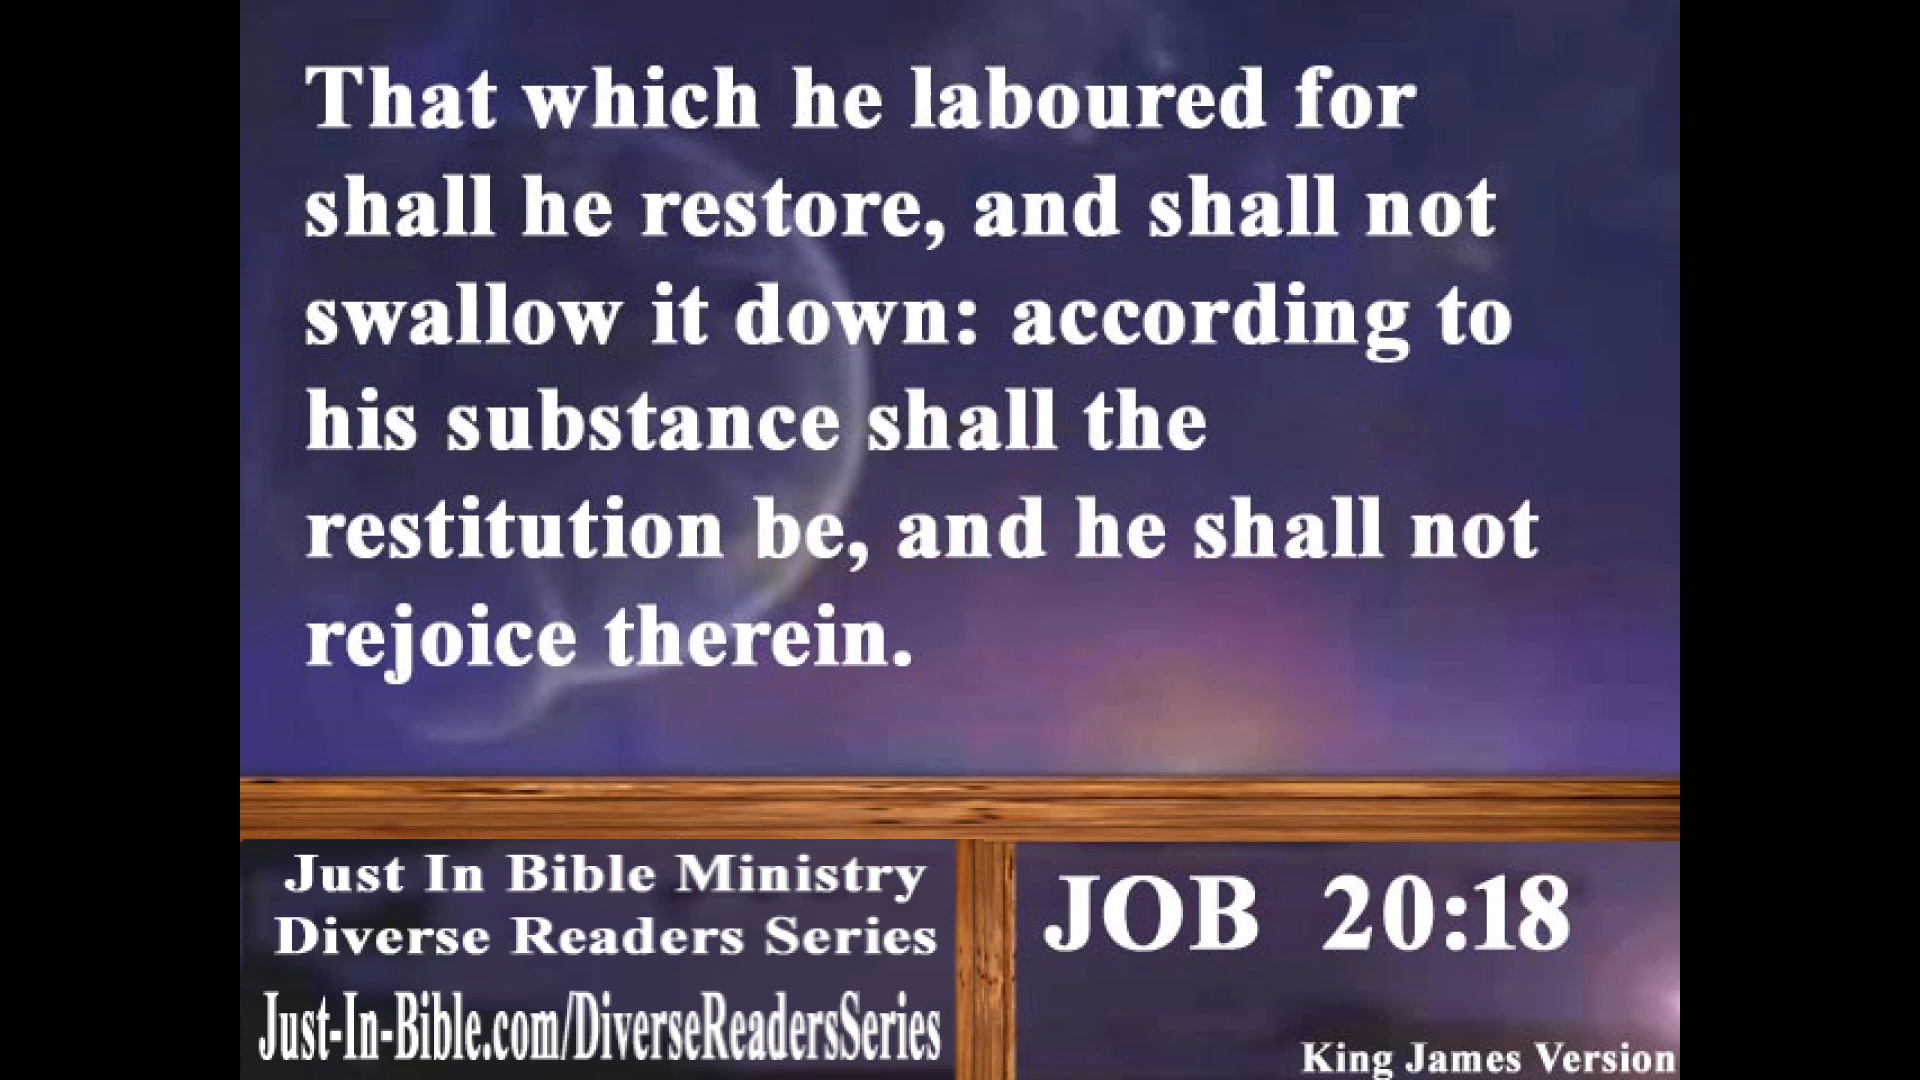 That which he laboured for
shall he restore, and shall not
swallow it down: according to
his substance shall the
restitution be, and he shall not
rejoice therein.
Just In Bible Ministry
Diverse Readers Series
Just-In-Bible.com/DiverseReadersSeries
JOB 20:18
King James Version